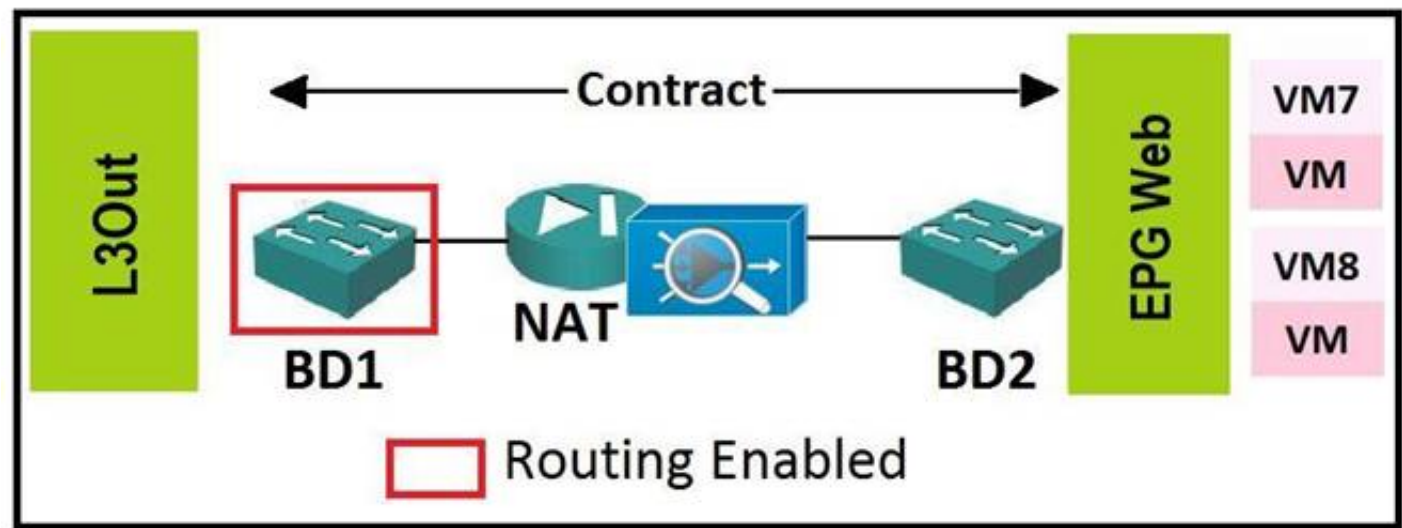 L3Out
Contract
BD1
NAT
BD2
EPG Web
VM7
VM
VM8
VM
Routing Enabled